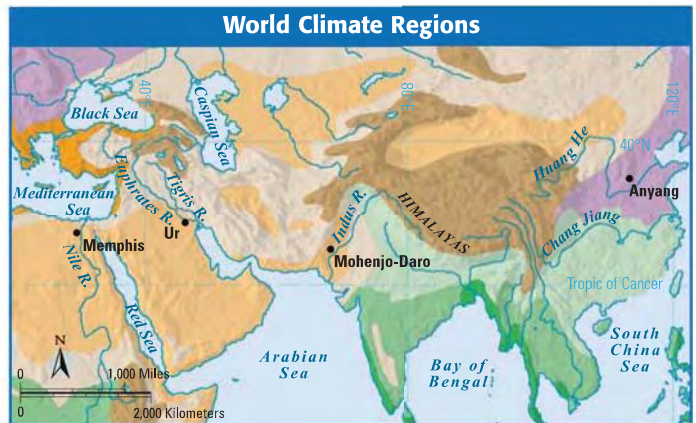 World Climate Regions
40°E
80°E
120°E
Black Sea
Caspian Sea
40°N
Huang He
Anyang
Euphrates R.
Tigris R.
Mediterranean
Sea
Ur
Indus R.
HIMALAYAS
Chang Jiang
Memphis
Mohenjo-Daro
Nile R.
Tropic of Cancer
Red Sea
N
Arabian
Sea
Bay of
Bengal
South
China
Sea
0 1,000 Miles
0 2,000 Kilometers